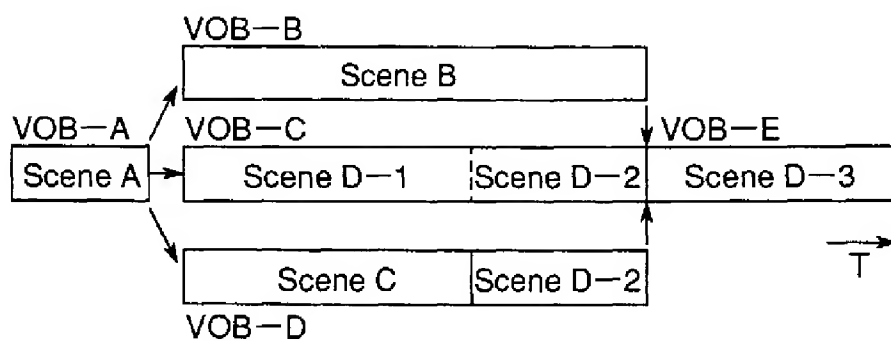 VOB—B
Scene B
VOB—A VOB—C VOB—E
Scene A Scene D—1 Scene D—2 Scene D—3
T
Scene C Scene D—2
VOB—D